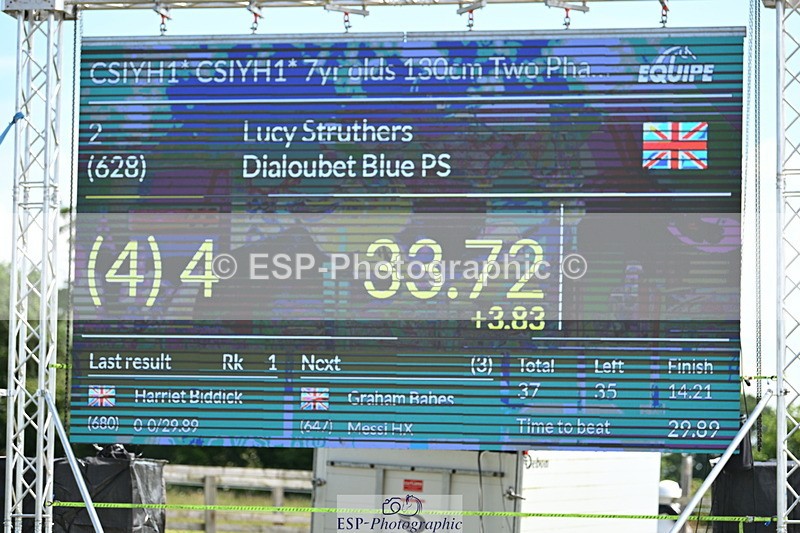 CSIYH1* CSIYH1* 7yr olds 130cm Two Pha... EQUIPE
2 Lucy Struthers
(628) Dialoubet Blue PS
(4) 4 33.72
© ESP-Photographic ©
+3.83
Last result Rk 1 Next (3) Total Left Finish
Harriet Biddick Graham Babes 37 35 14:21
(680) 0 0/29.89 (647) Messi HX Time to beat 29.89
Debon
ESP-Photographic